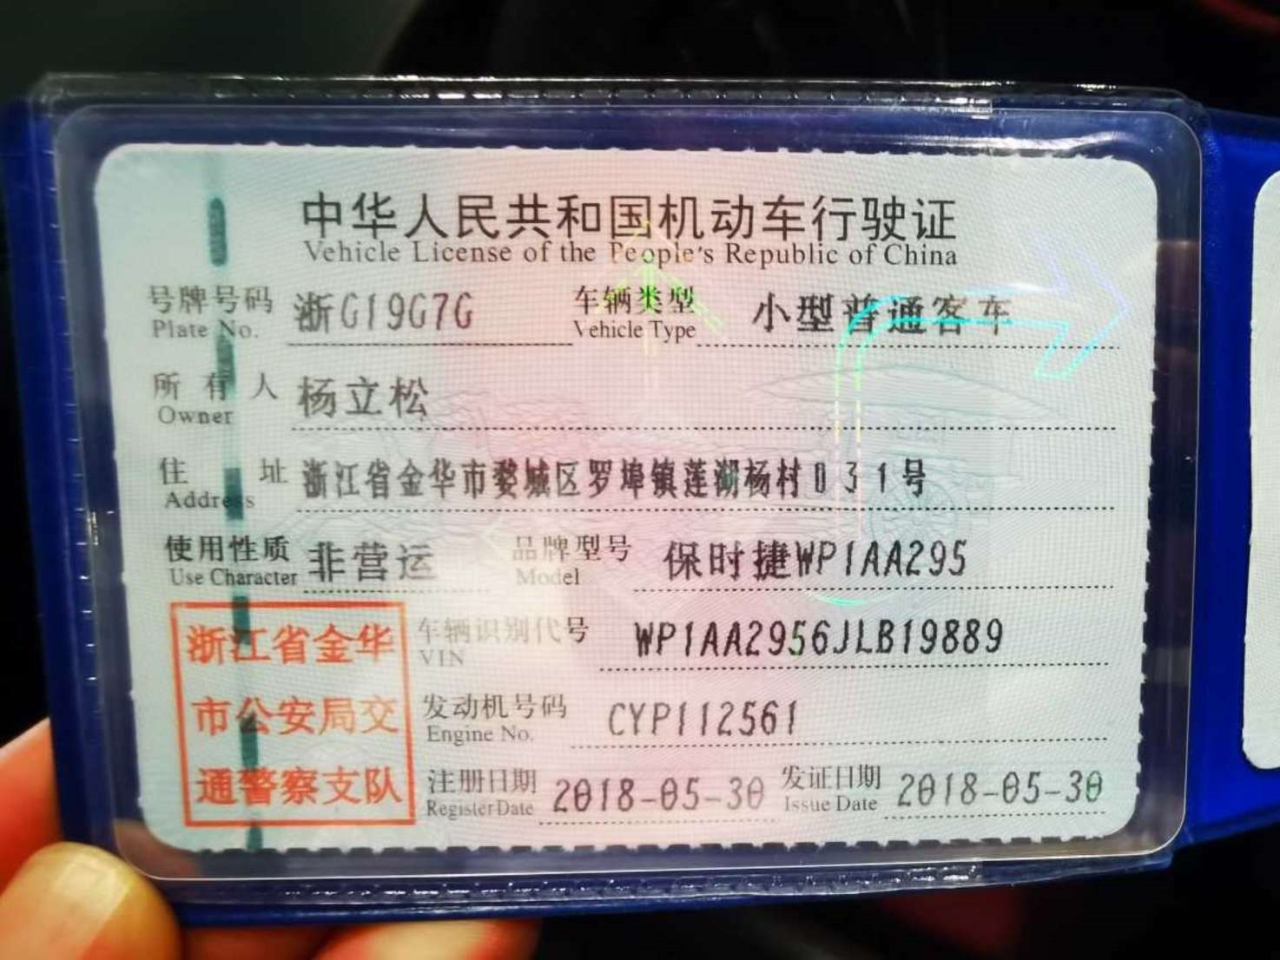 中华人民共和国机动车行驶证
Vehicle License of the People's Republic of China
号牌号码 浙G19G7G 车辆类型 小型普通客车
Plate No. Vehicle Type
所有人 杨立松
Owner
住址 浙江省金华市婺城区罗埠镇莲湖杨村031号
Address
使用性质 非营运 品牌型号 保时捷WP1AA295
Use Character Model
浙江省金华
市公安局交
通警察支队
车辆识别代号 WP1AA2956JLB19889
VIN
发动机号码 CYP112561
Engine No.
注册日期 2018-05-30 发证日期 2018-05-30
Register Date Issue Date